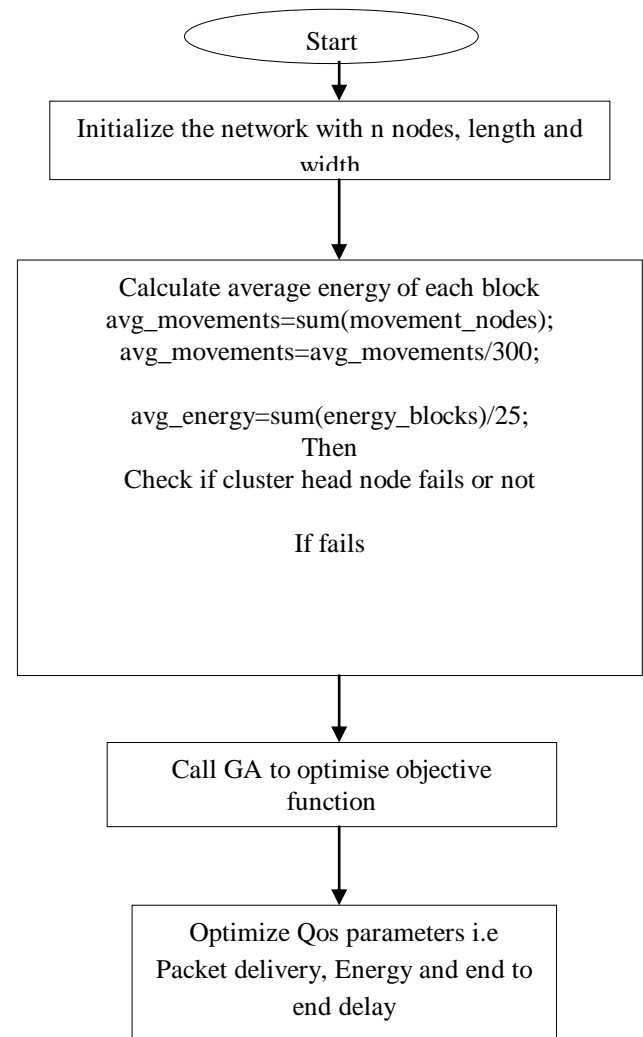 Start
Initialize the network with n nodes, length and
width
Calculate average energy of each block
avg_movements=sum(movement_nodes);
avg_movements=avg_movements/300;
avg_energy=sum(energy_blocks)/25;
Then
Check if cluster head node fails or not
If fails
Call GA to optimise objective
function
Optimize Qos parameters i.e
Packet delivery, Energy and end to
end delay